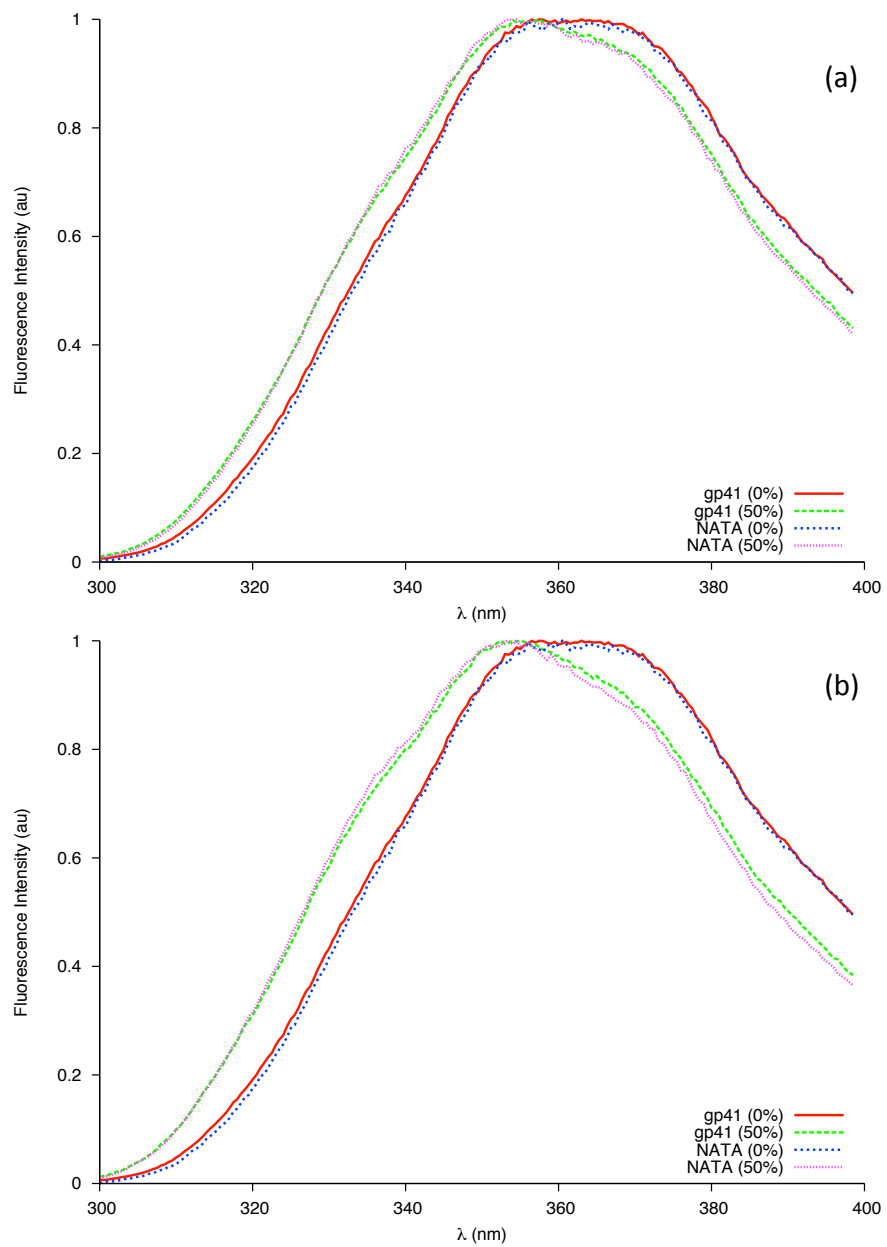 1
(a)
0.8
Fluorescence Intensity (au)
0.6
0.4
0.2
gp41 (0%)
gp41 (50%)
NATA (0%)
NATA (50%)
0
300 320 340 360 380 400
λ (nm)
1
(b)
0.8
Fluorescence Intensity (au)
0.6
0.4
0.2
gp41 (0%)
gp41 (50%)
NATA (0%)
NATA (50%)
0
300 320 340 360 380 400
λ (nm)